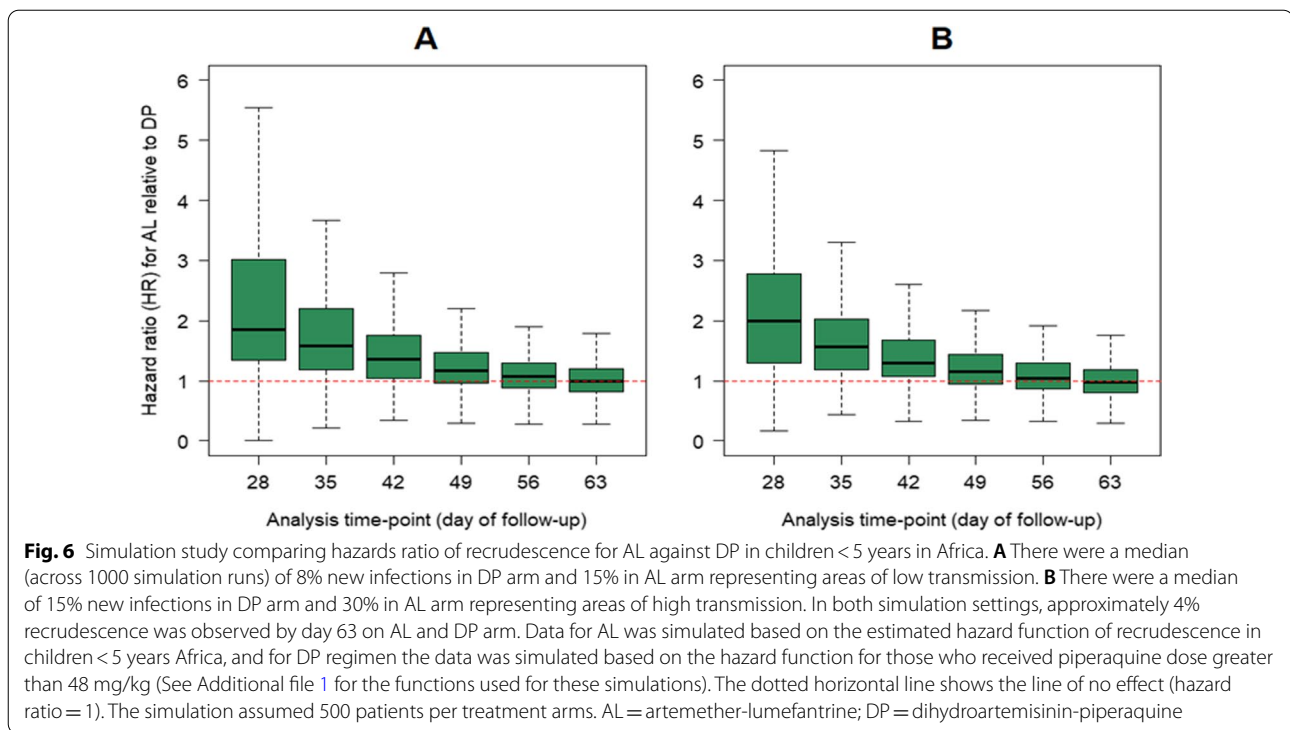 A
B
Hazard ratio (HR) for AL relative to DP
6
5
4
3
2
1
0
6
5
4
3
2
1
0
28 35 42 49 56 63
28 35 42 49 56 63
Analysis time-point (day of follow-up)
Analysis time-point (day of follow-up)
Fig. 6 Simulation study comparing hazards ratio of recrudescence for AL against DP in children < 5 years in Africa. A There were a median
(across 1000 simulation runs) of 8% new infections in DP arm and 15% in AL arm representing areas of low transmission. B There were a median
of 15% new infections in DP arm and 30% in AL arm representing areas of high transmission. In both simulation settings, approximately 4%
recrudescence was observed by day 63 on AL and DP arm. Data for AL was simulated based on the estimated hazard function of recrudescence in
children < 5 years Africa, and for DP regimen the data was simulated based on the hazard function for those who received piperaquine dose greater
than 48 mg/kg (See Additional file 1 for the functions used for these simulations). The dotted horizontal line shows the line of no effect (hazard
ratio = 1). The simulation assumed 500 patients per treatment arms. AL = artemether-lumefantrine; DP = dihydroartemisinin-piperaquine